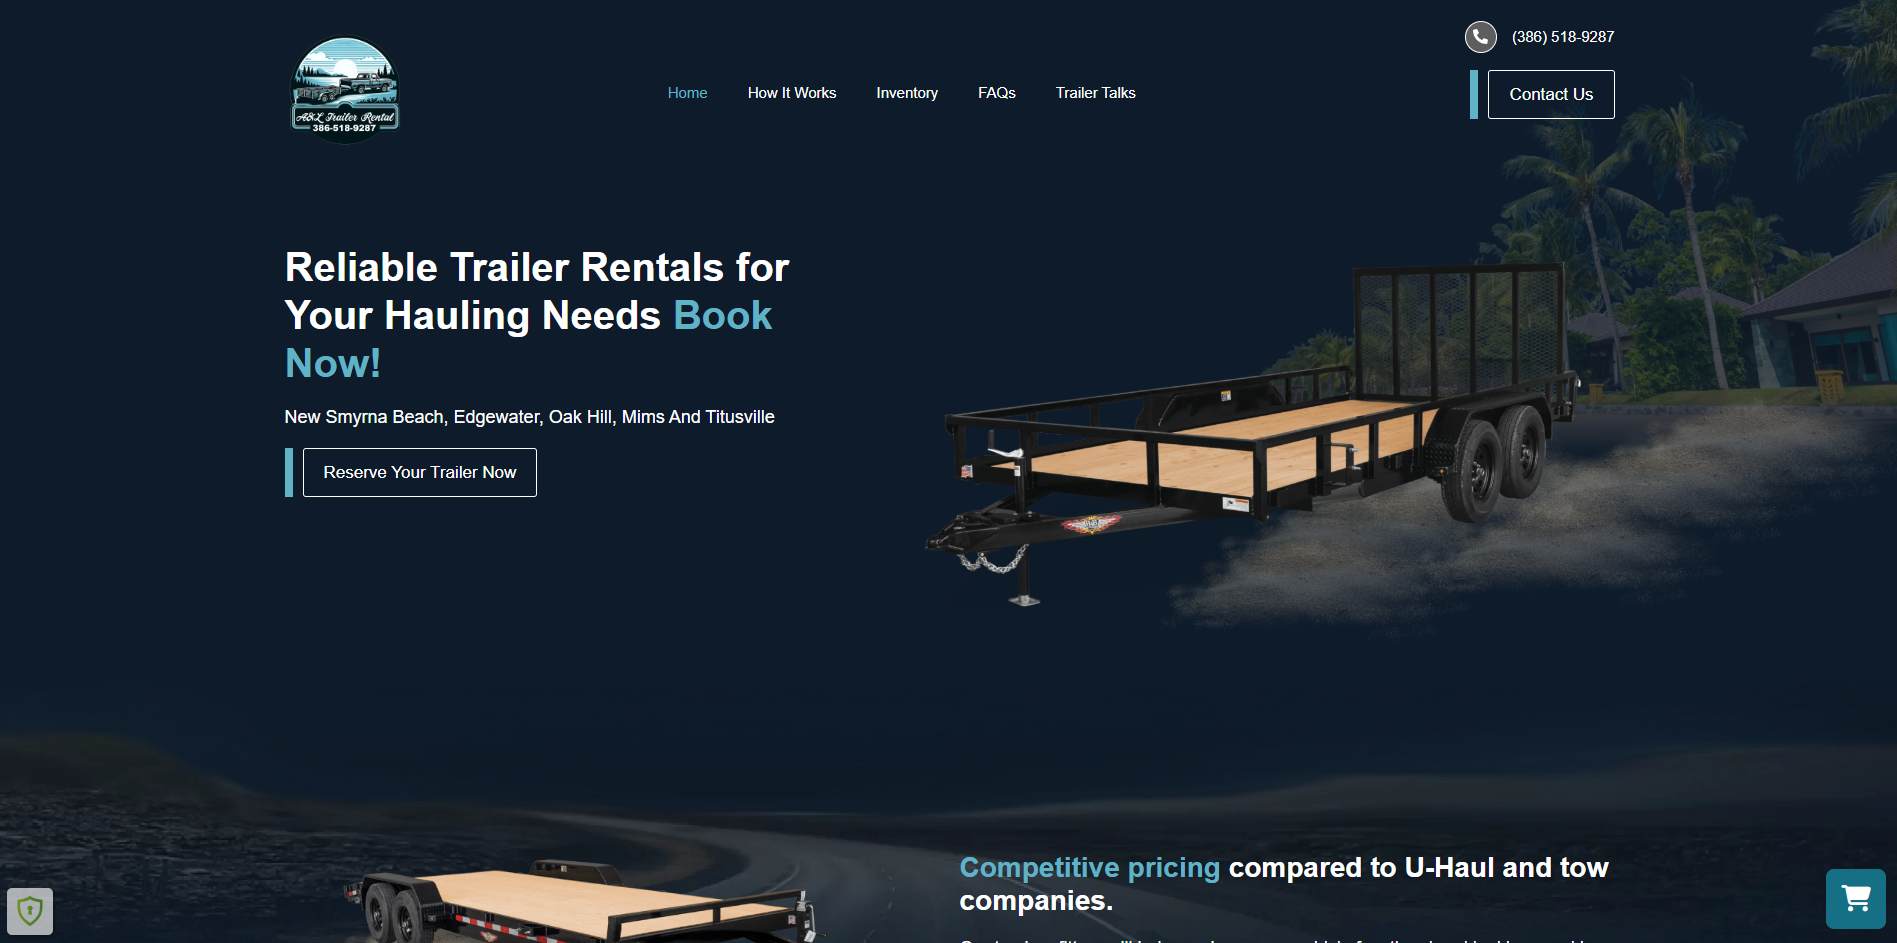 (386) 518-9287
A&L Trailer Rental
386-518-9287
Home
How It Works
Inventory
FAQs
Trailer Talks
Contact Us
Reliable Trailer Rentals for
Your Hauling Needs Book
Now!
New Smyrna Beach, Edgewater, Oak Hill, Mims And Titusville
Reserve Your Trailer Now
Competitive pricing compared to U-Haul and tow
companies.